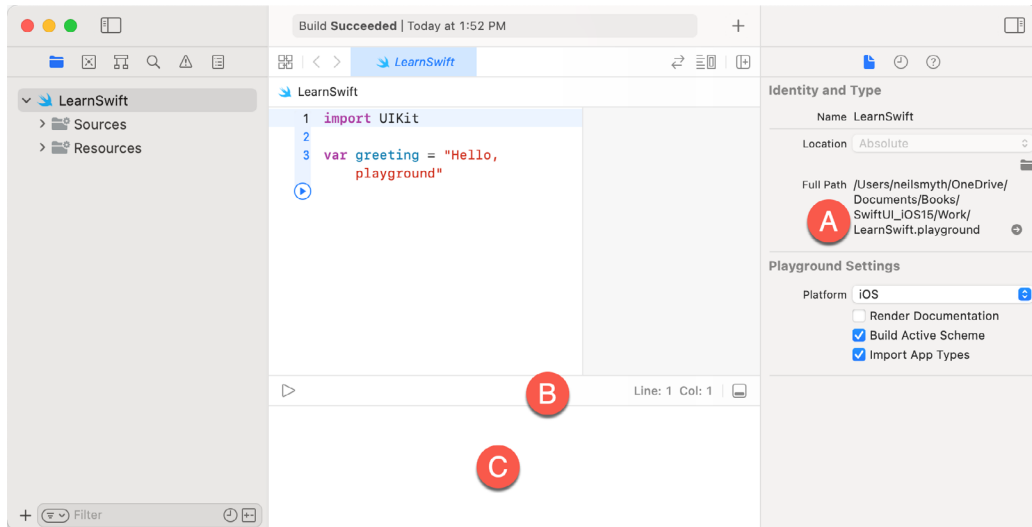 Build Succeeded | Today at 1:52 PM
LearnSwift
LearnSwift
Sources
Resources
Filter
LearnSwift
1 import UIKit
2
3 var greeting = "Hello,
playground"
Line: 1 Col: 1
B
C
Identity and Type
Name LearnSwift
Location Absolute
Full Path /Users/neilsmyth/OneDrive/
Documents/Books/
SwiftUI_iOS15/Work/
LearnSwift.playground
A
Playground Settings
Platform iOS
Render Documentation
Build Active Scheme
Import App Types